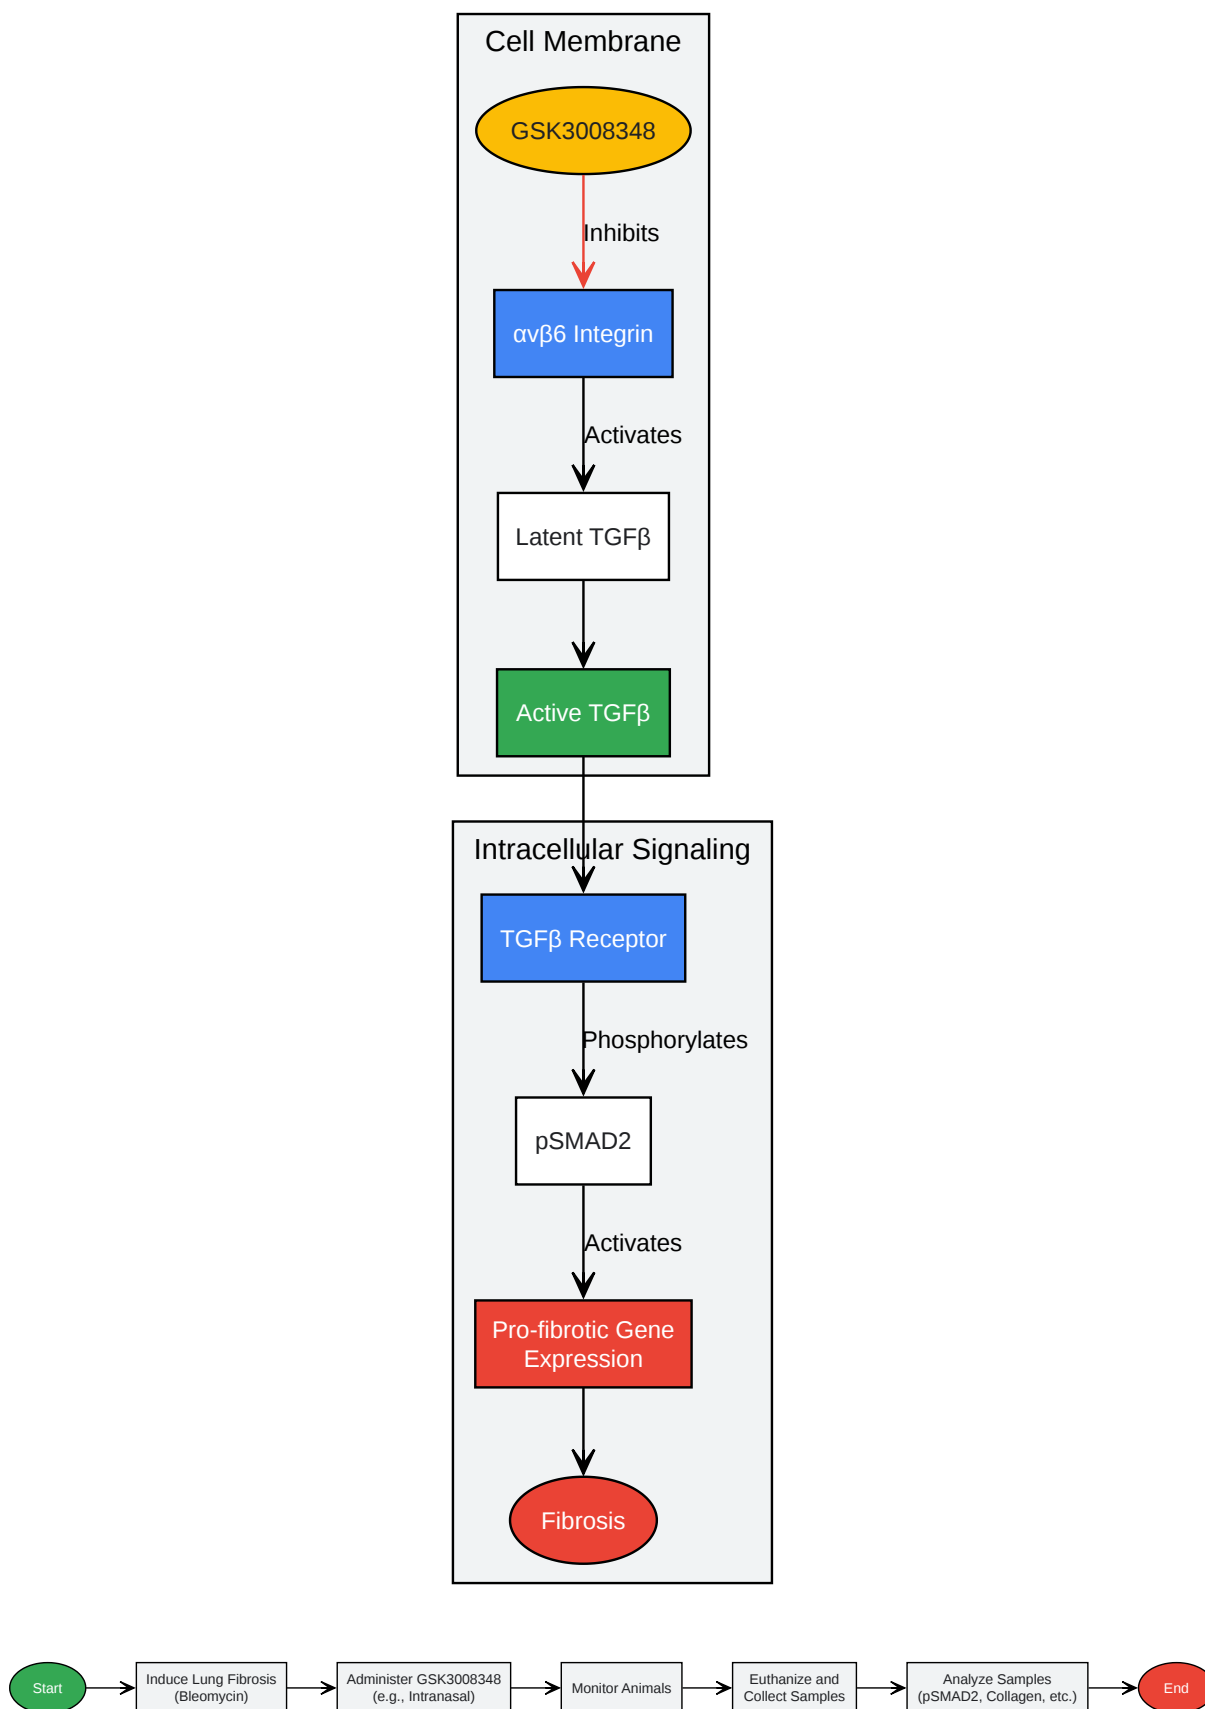 Cell Membrane
GSK3008348
Inhibits
αvβ6 Integrin
Activates
Latent TGFβ
Active TGFβ
Intracellular Signaling
TGFβ Receptor
Phosphorylates
pSMAD2
Activates
Pro-fibrotic Gene
Expression
Fibrosis
Start
Induce Lung Fibrosis
(Bleomycin)
Administer GSK3008348
(e.g., Intranasal)
Monitor Animals
Euthanize and
Collect Samples
Analyze Samples
(pSMAD2, Collagen, etc.)
End